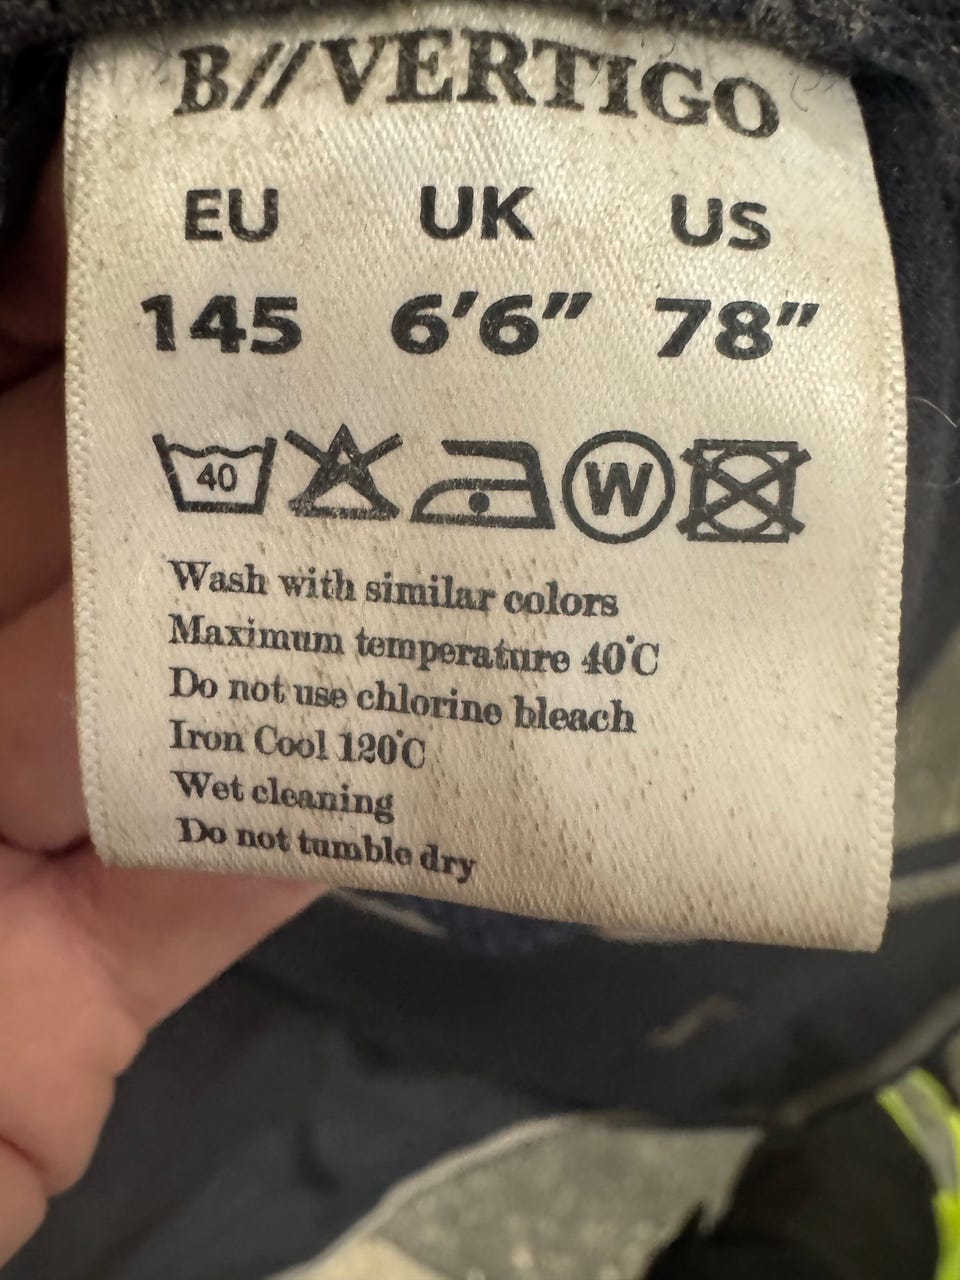 B//VERTIGO
EU UK US
145 6'6" 78"
40 W
Wash with similar colors
Maximum temperature 40°C
Do not use chlorine bleach
Iron Cool 120°C
Wet cleaning
Do not tumble dry